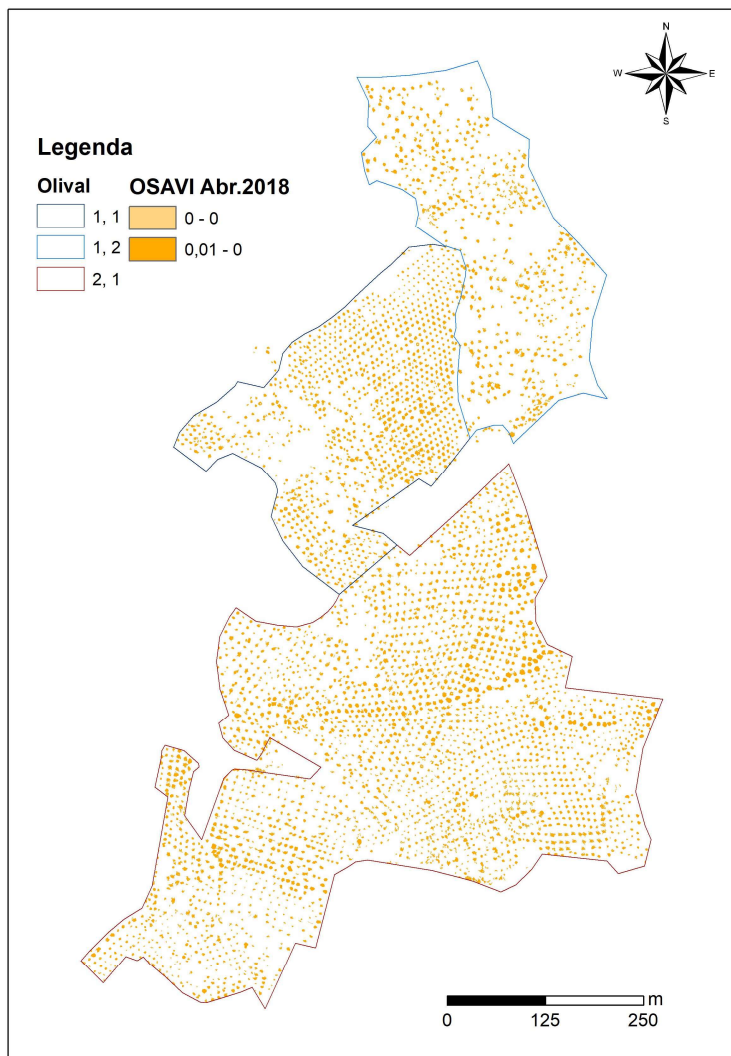 N
W E
S
Legenda
Olival OSAVI Abr.2018
1, 1 0 - 0
1, 2 0,01 - 0
2, 1
m
0 125 250